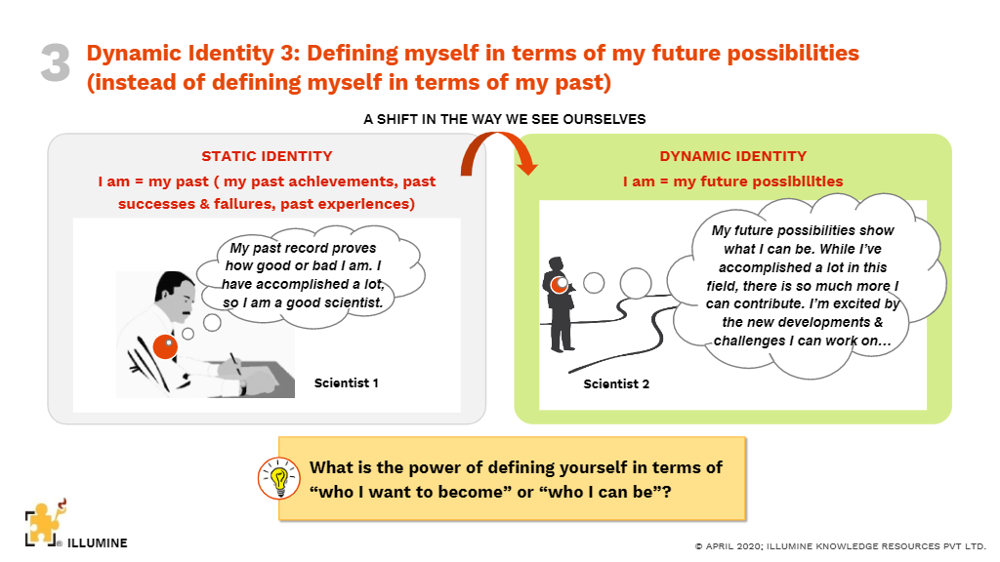 3
Dynamic Identity 3: Defining myself in terms of my future possibilities
(instead of defining myself in terms of my past)
A SHIFT IN THE WAY WE SEE OURSELVES
STATIC IDENTITY
I am = my past ( my past achievements, past
successes & failures, past experiences)
My past record proves
how good or bad I am. I
have accomplished a lot,
so I am a good scientist.
Scientist 1
DYNAMIC IDENTITY
I am = my future possibilities
My future possibilities show
what I can be. While I’ve
accomplished a lot in this
field, there is so much more I
can contribute. I’m excited by
the new developments &
challenges I can work on…
Scientist 2
What is the power of defining yourself in terms of
“who I want to become” or “who I can be”?
® ILLUMINE
© APRIL 2020; ILLUMINE KNOWLEDGE RESOURCES PVT LTD.